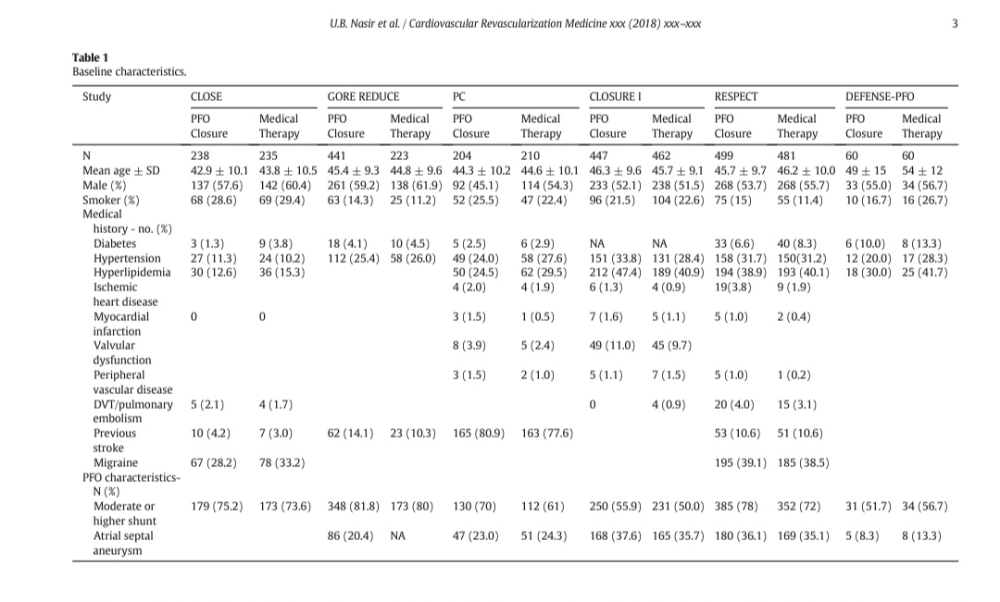 U.B. Nasir et al. / Cardiovascular Revascularization Medicine xxx (2018) xxx–xxx 3
Table 1
Baseline characteristics.
Study CLOSE GORE REDUCE PC CLOSURE I RESPECT DEFENSE-PFO
PFO Medical PFO Medical PFO Medical PFO Medical PFO Medical PFO Medical
Closure Therapy Closure Therapy Closure Therapy Closure Therapy Closure Therapy Closure Therapy
N 238 235 441 223 204 210 447 462 499 481 60 60
Mean age ± SD 42.9 ± 10.1 43.8 ± 10.5 45.4 ± 9.3 44.8 ± 9.6 44.3 ± 10.2 44.6 ± 10.1 46.3 ± 9.6 45.7 ± 9.1 45.7 ± 9.7 46.2 ± 10.0 49 ± 15 54 ± 12
Male (%) 137 (57.6) 142 (60.4) 261 (59.2) 138 (61.9) 92 (45.1) 114 (54.3) 233 (52.1) 238 (51.5) 268 (53.7) 268 (55.7) 33 (55.0) 34 (56.7)
Smoker (%) 68 (28.6) 69 (29.4) 63 (14.3) 25 (11.2) 52 (25.5) 47 (22.4) 96 (21.5) 104 (22.6) 75 (15) 55 (11.4) 10 (16.7) 16 (26.7)
Medical
history - no. (%)
Diabetes 3 (1.3) 9 (3.8) 18 (4.1) 10 (4.5) 5 (2.5) 6 (2.9) NA NA 33 (6.6) 40 (8.3) 6 (10.0) 8 (13.3)
Hypertension 27 (11.3) 24 (10.2) 112 (25.4) 58 (26.0) 49 (24.0) 58 (27.6) 151 (33.8) 131 (28.4) 158 (31.7) 150(31.2) 12 (20.0) 17 (28.3)
Hyperlipidemia 30 (12.6) 36 (15.3) 50 (24.5) 62 (29.5) 212 (47.4) 189 (40.9) 194 (38.9) 193 (40.1) 18 (30.0) 25 (41.7)
Ischemic 4 (2.0) 4 (1.9) 6 (1.3) 4 (0.9) 19(3.8) 9 (1.9)
heart disease
Myocardial 0 0 3 (1.5) 1 (0.5) 7 (1.6) 5 (1.1) 5 (1.0) 2 (0.4)
infarction
Valvular 8 (3.9) 5 (2.4) 49 (11.0) 45 (9.7)
dysfunction
Peripheral 3 (1.5) 2 (1.0) 5 (1.1) 7 (1.5) 5 (1.0) 1 (0.2)
vascular disease
DVT/pulmonary 5 (2.1) 4 (1.7) 0 4 (0.9) 20 (4.0) 15 (3.1)
embolism
Previous 10 (4.2) 7 (3.0) 62 (14.1) 23 (10.3) 165 (80.9) 163 (77.6) 53 (10.6) 51 (10.6)
stroke
Migraine 67 (28.2) 78 (33.2) 195 (39.1) 185 (38.5)
PFO characteristics-
N (%)
Moderate or 179 (75.2) 173 (73.6) 348 (81.8) 173 (80) 130 (70) 112 (61) 250 (55.9) 231 (50.0) 385 (78) 352 (72) 31 (51.7) 34 (56.7)
higher shunt
Atrial septal 86 (20.4) NA 47 (23.0) 51 (24.3) 168 (37.6) 165 (35.7) 180 (36.1) 169 (35.1) 5 (8.3) 8 (13.3)
aneurysm